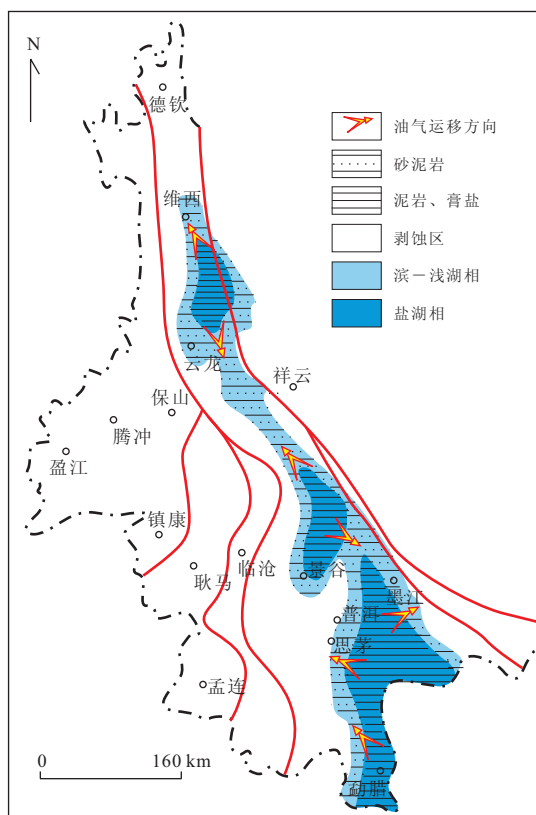 N
德钦
油气运移方向
砂泥岩
维西
泥岩、膏盐
剥蚀区
滨—浅湖相
盐湖相
云龙
祥云
保山
腾冲
盈江
镇康
临沧
耿马
景谷
墨江
普洱
思茅
孟连
0 160 km
勐腊